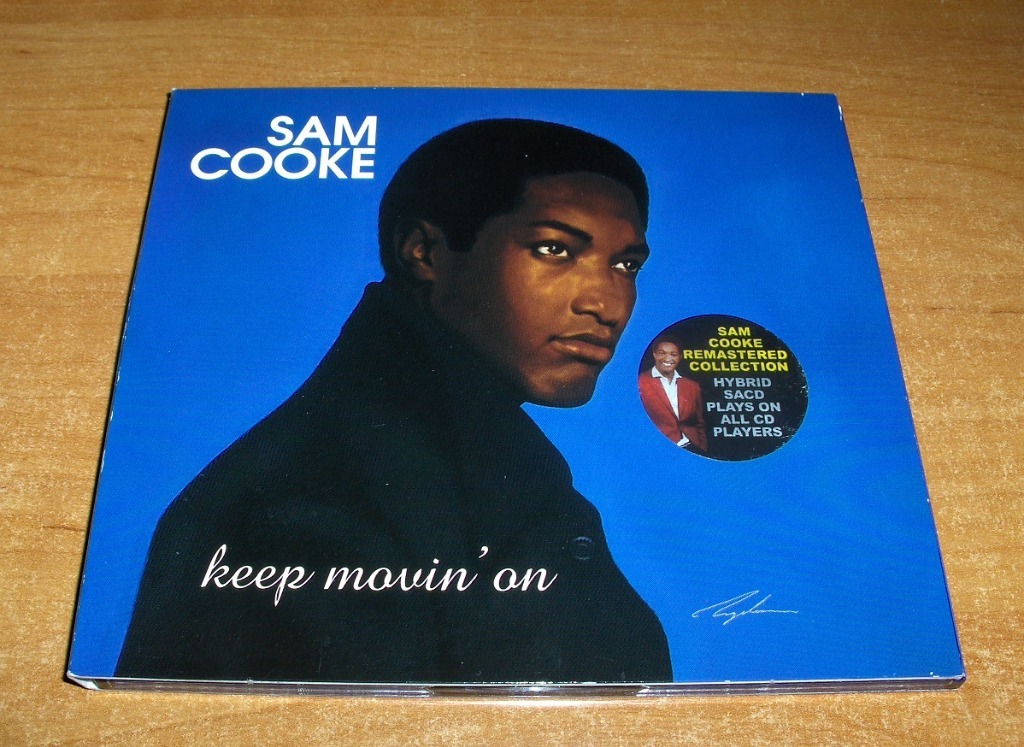 SAM
COOKE
SAM
COOKE
REMASTERED
COLLECTION
HYBRID
SACD
PLAYS ON
ALL CD
PLAYERS
keep movin' on